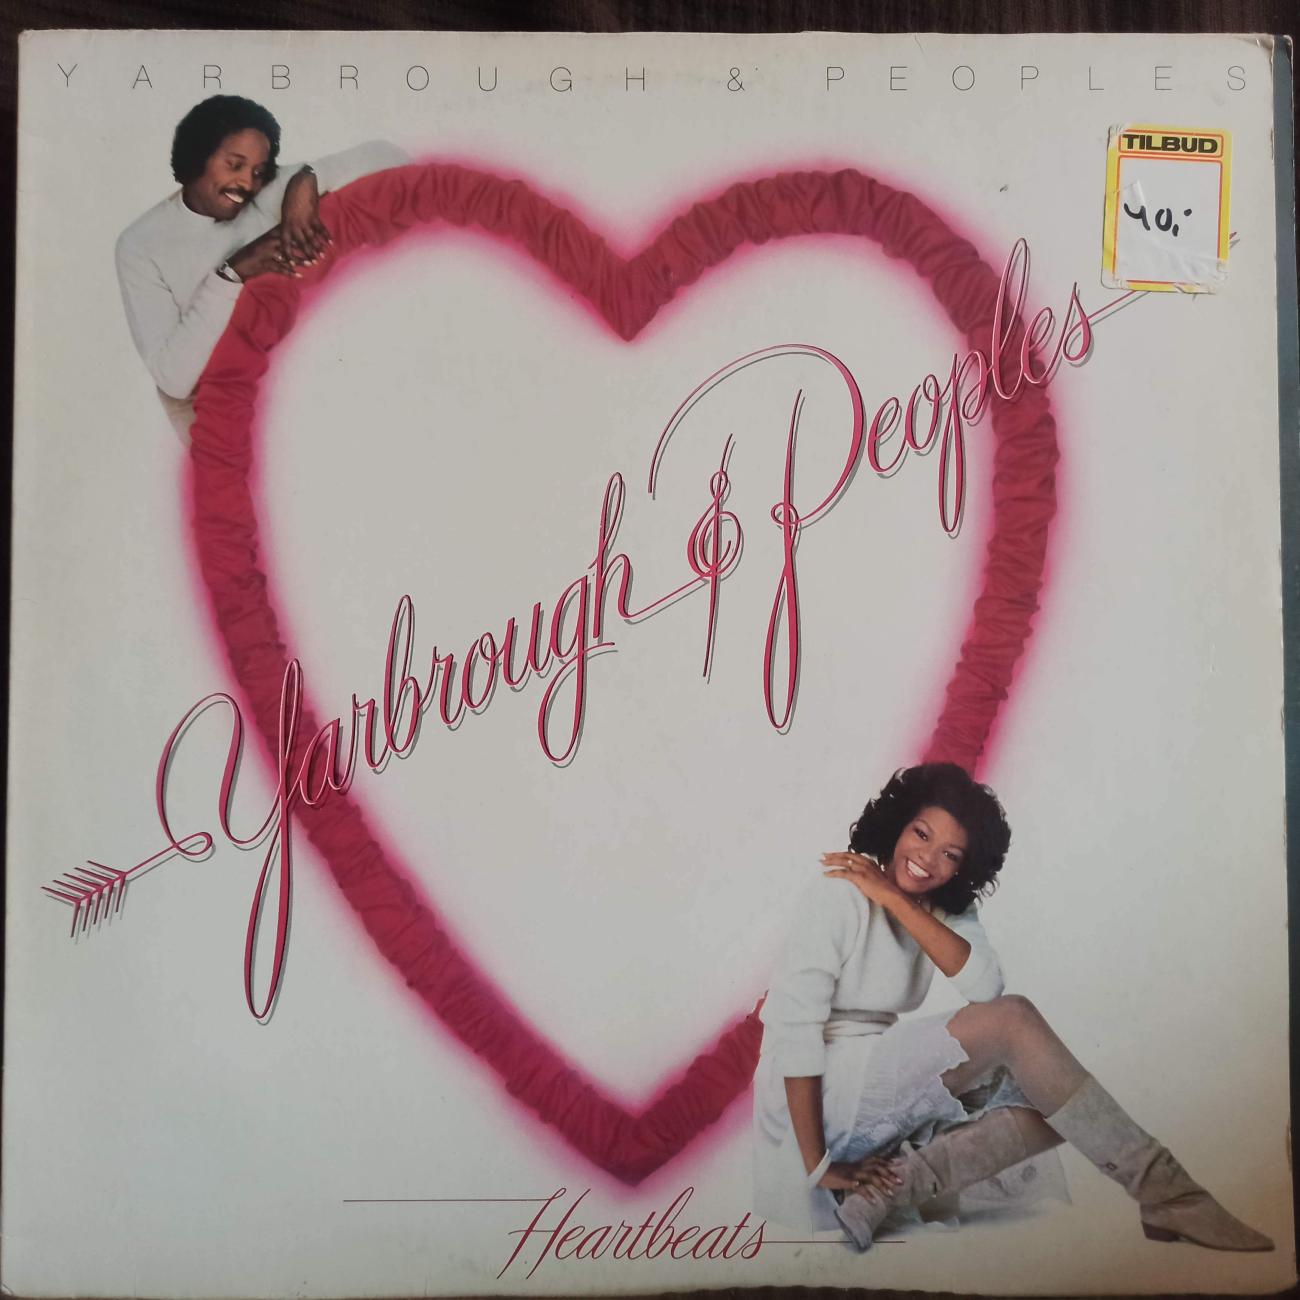 YARBROUGH & PEOPLES
TILBUD
40,-
Yarbrough & Peoples
Heartbeats